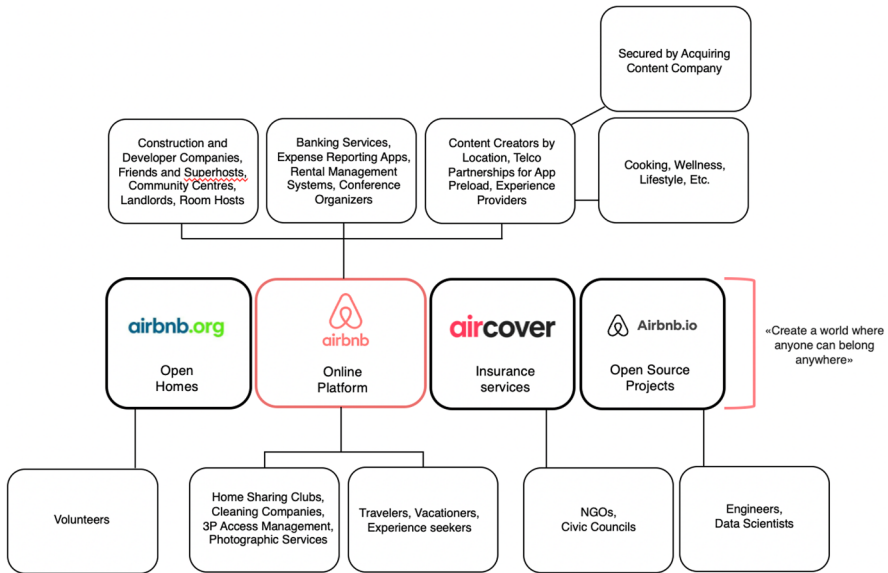 Secured by Acquiring
Content Company
Construction and
Developer Companies,
Friends and Superhosts,
Community Centres,
Landlords, Room Hosts
Banking Services,
Expense Reporting Apps,
Rental Management
Systems, Conference
Organizers
Content Creators by
Location, Telco
Partnerships for App
Preload, Experience
Providers
Cooking, Wellness,
Lifestyle, Etc.
airbnb.org
Open
Homes
airbnb
Online
Platform
aircover
Insurance
services
Airbnb.io
Open Source
Projects
«Create a world where
anyone can belong
anywhere»
Volunteers
Home Sharing Clubs,
Cleaning Companies,
3P Access Management,
Photographic Services
Travelers, Vacationers,
Experience seekers
NGOs,
Civic Councils
Engineers,
Data Scientists